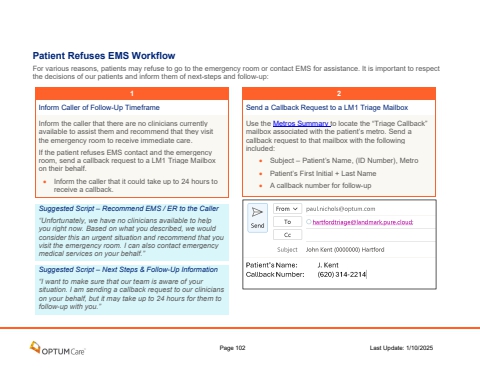 Patient Refuses EMS Workflow
For various reasons, patients may refuse to go to the emergency room or contact EMS for assistance. It is important to respect
the decisions of our patients and inform them of next-steps and follow-up:
1
Inform Caller of Follow-Up Timeframe
Inform the caller that there are no clinicians currently
available to assist them and recommend that they visit
the emergency room to receive immediate care.
If the patient refuses EMS contact and the emergency
room, send a callback request to a LM1 Triage Mailbox
on their behalf.
• Inform the caller that it could take up to 24 hours to
receive a callback.
Suggested Script – Recommend EMS / ER to the Caller
"Unfortunately, we have no clinicians available to help
you right now. Based on what you described, we would
consider this an urgent situation and recommend that you
visit the emergency room. I can also contact emergency
medical services on your behalf."
Suggested Script – Next Steps & Follow-Up Information
"I want to make sure that our team is aware of your
situation. I am sending a callback request to our clinicians
on your behalf, but it may take up to 24 hours for them to
follow-up with you."
2
Send a Callback Request to a LM1 Triage Mailbox
Use the Metros Summary to locate the "Triage Callback"
mailbox associated with the patient's metro. Send a
callback request to that mailbox with the following
included:
• Subject – Patient's Name, (ID Number), Metro
• Patient's First Initial + Last Name
• A callback number for follow-up
Send
From
paul.nichols@optum.com
To
hartfordtriage@landmark.pure.cloud;
Cc
Subject John Kent (0000000) Hartford
Patient's Name: J. Kent
Callback Number: (620) 314-2214
OPTUM Care
Page 102
Last Update: 1/10/2025